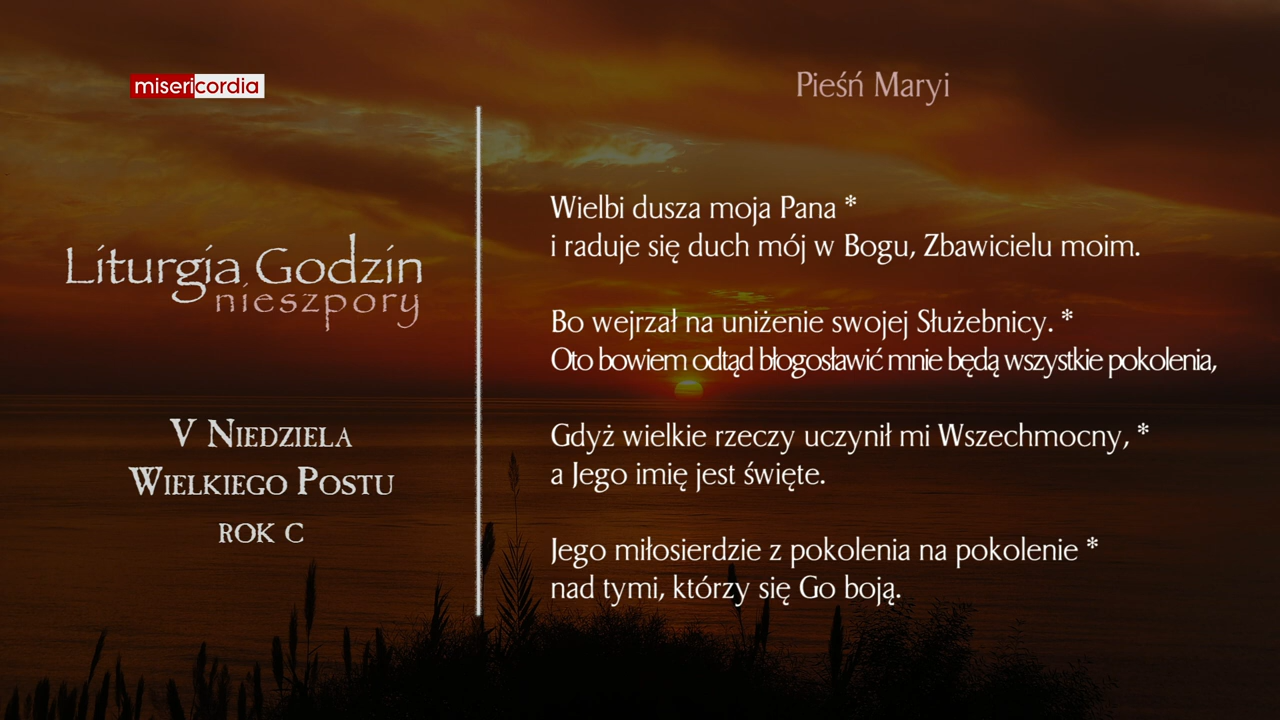 misericordia
Liturgia Godzin
nieszpory
V Niedziela
Wielkiego Postu
rok C
Pieśń Maryi
Wielbi dusza moja Pana *
i raduje się duch mój w Bogu, Zbawicielu moim.
Bo wejrzał na uniżenie swojej Służebnicy. *
Oto bowiem odtąd błogosławić mnie będą wszystkie pokolenia,
Gdyż wielkie rzeczy uczynił mi Wszechmocny, *
a Jego imię jest święte.
Jego miłosierdzie z pokolenia na pokolenie *
nad tymi, którzy się Go boją.